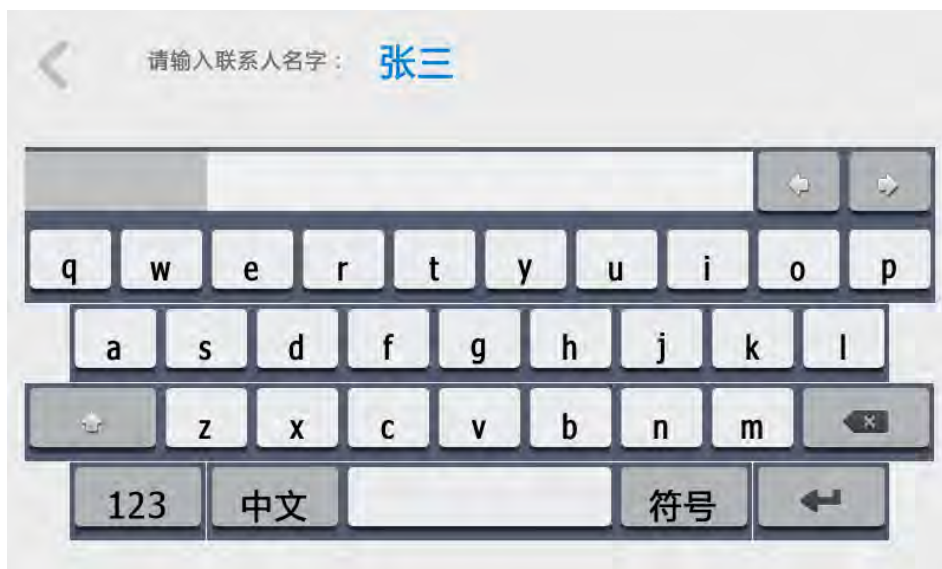 请输入联系人名字： 张三
q w e r t y u i o p
a s d f g h j k l
z x c v b n m
123 中文 符号